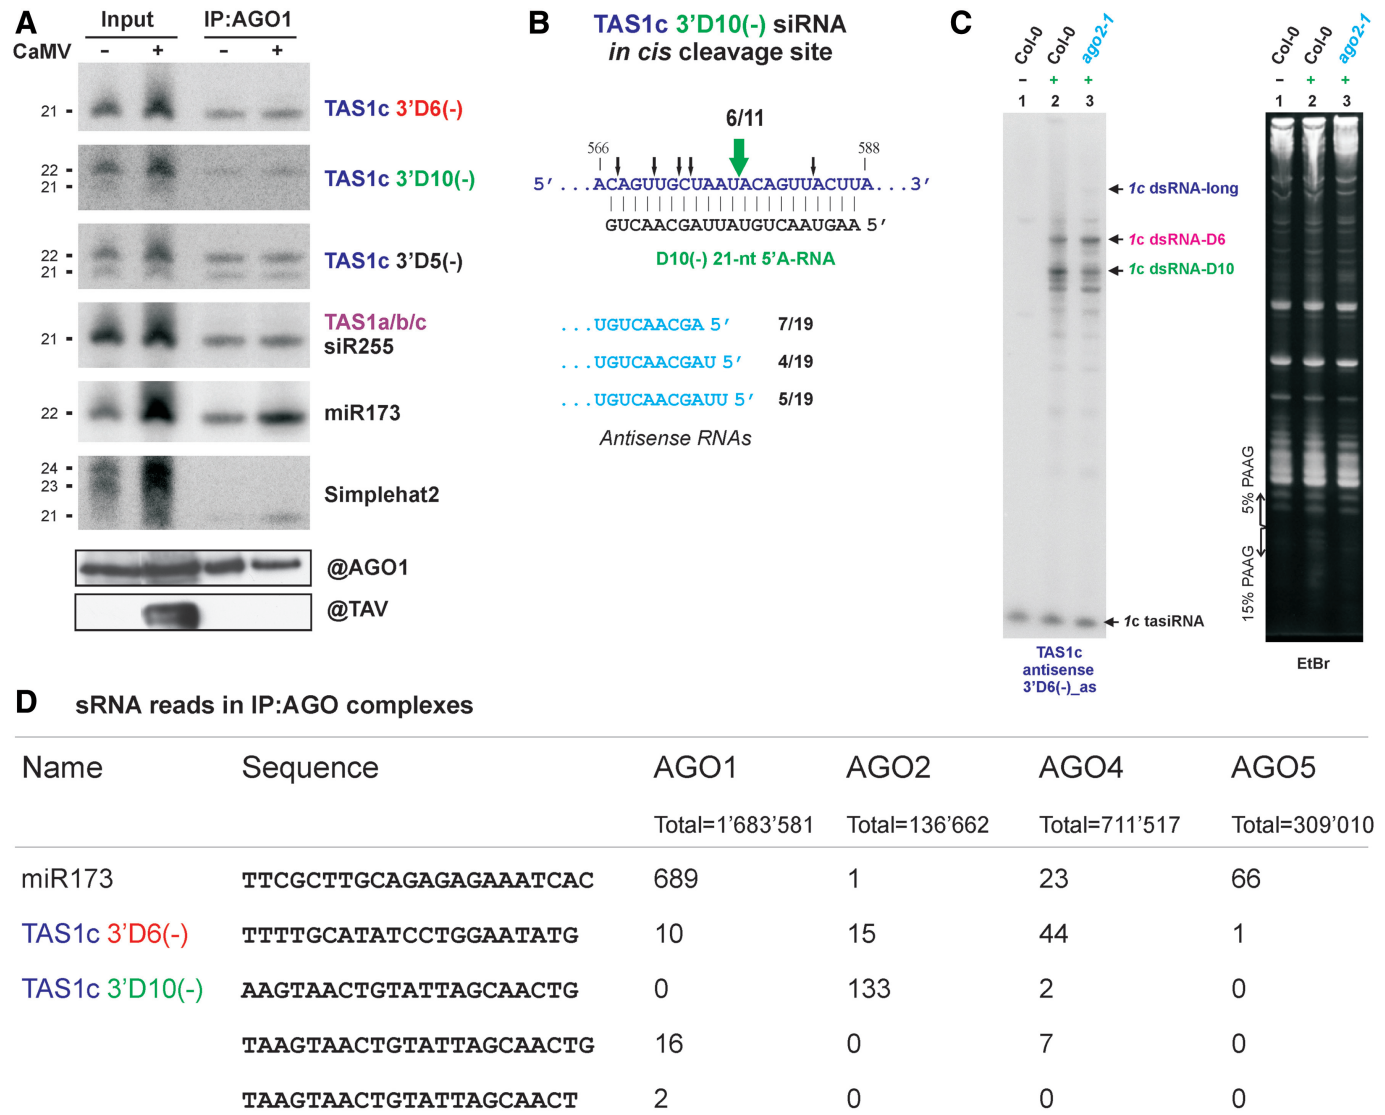 A
Input IP:AGO1
CaMV - + - +
21 - TAS1c 3'D6(-)
22 -
21 - TAS1c 3'D10(-)
22 -
21 - TAS1c 3'D5(-)
21 - TAS1a/b/c
siR255
22 - miR173
24 -
23 - Simplehat2
21 -
@AGO1
@TAV
B
TAS1c 3'D10(-) siRNA
in cis cleavage site
6/11
566 588
5' ...ACAGUUGCUAAUACAGUUACUUA...3'
GUCAACGAUUAUGUCAAUGAA 5'
D10(-) 21-nt 5'A-RNA
...UGUCAACGA 5' 7/19
...UGUCAACGAU 5' 4/19
...UGUCAACGAUU 5' 5/19
Antisense RNAs
C
Col-0 Col-0 ago2-1
- + +
1 2 3
1c dsRNA-long
1c dsRNA-D6
1c dsRNA-D10
1c tasiRNA
TAS1c
antisense
3'D6(-)_as
Col-0 Col-0 ago2-1
- + +
1 2 3
5% PAAG
15% PAAG
EtBr
D sRNA reads in IP:AGO complexes
Name Sequence AGO1 AGO2 AGO4 AGO5
Total=1'683'581 Total=136'662 Total=711'517 Total=309'010
miR173 TTCGCTTGCAGAGAGAAATCAC 689 1 23 66
TAS1c 3'D6(-) TTTTGCATATCCTGGAATATG 10 15 44 1
TAS1c 3'D10(-) AAGTAACTGTATTAGCAACTG 0 133 2 0
TAAGTAACTGTATTAGCAACTG 16 0 7 0
TAAGTAACTGTATTAGCAACT 2 0 0 0